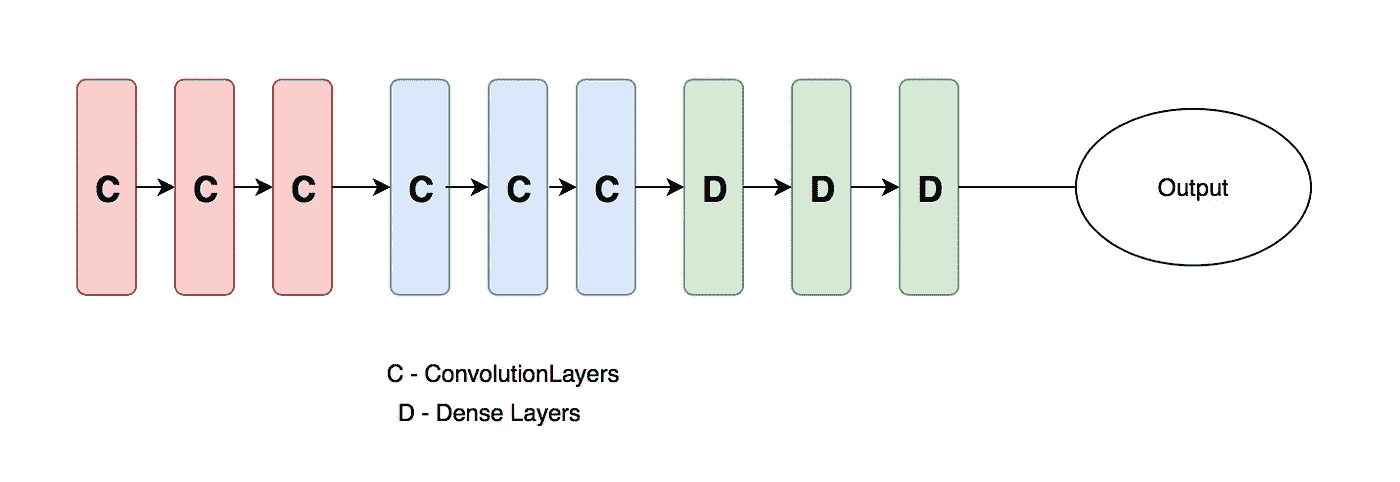 C C C C C C D D D Output
C - ConvolutionLayers
D - Dense Layers